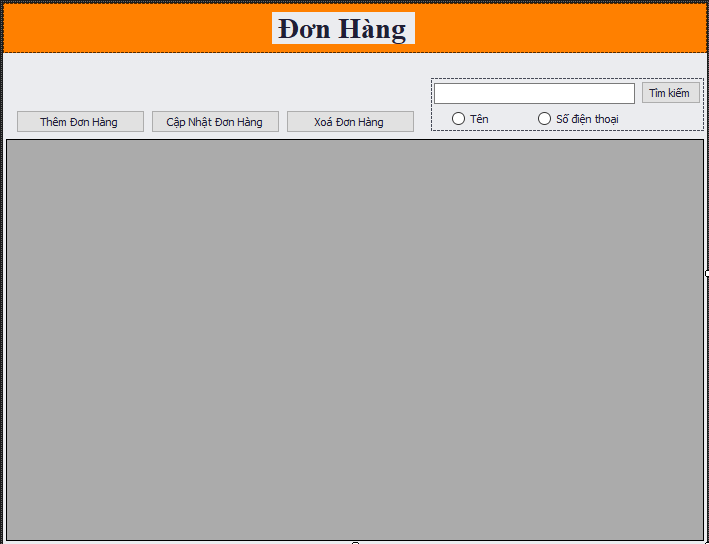 Đơn Hàng
Tìm kiếm
Thêm Đơn Hàng
Cập Nhật Đơn Hàng
Xoá Đơn Hàng
Tên
Số điện thoại